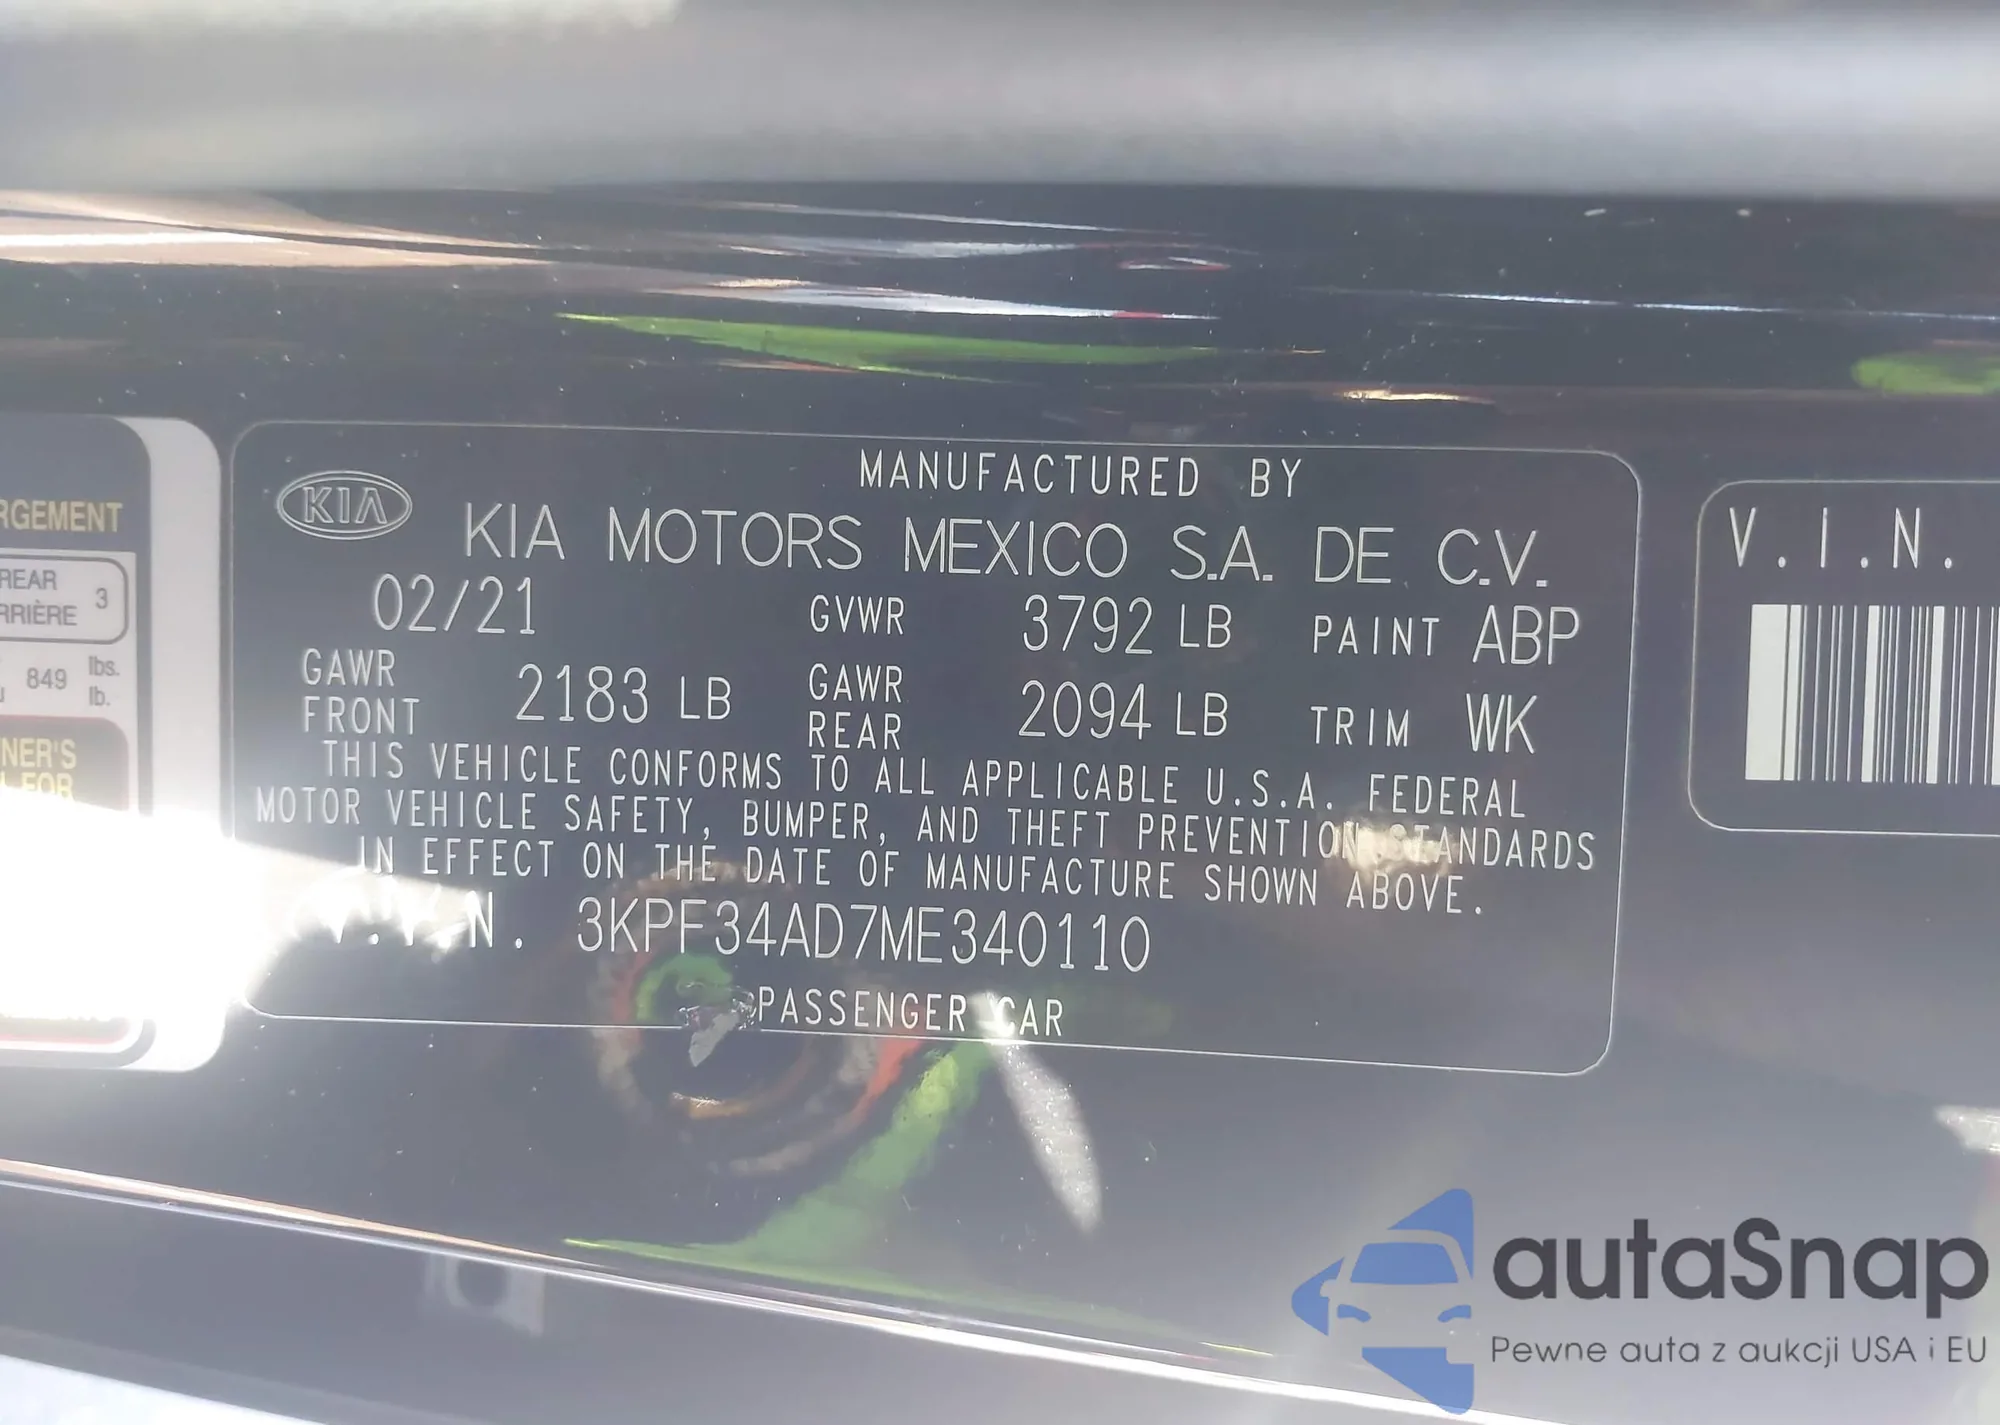 RGEMENT
REAR
RRIÈRE 3
849 lbs.
lb.
NER'S
FOR
KIA
MANUFACTURED BY
KIA MOTORS MEXICO S.A. DE C.V.
02/21 GVWR 3792 LB PAINT ABP
GAWR FRONT 2183 LB GAWR REAR 2094 LB TRIM WK
THIS VEHICLE CONFORMS TO ALL APPLICABLE U.S.A. FEDERAL
MOTOR VEHICLE SAFETY, BUMPER, AND THEFT PREVENTION STANDARDS
IN EFFECT ON THE DATE OF MANUFACTURE SHOWN ABOVE.
V.I.N. 3KPF34AD7ME340110
PASSENGER CAR
V.I.N.
autaSnap
Pewne auta z aukcji USA i EU